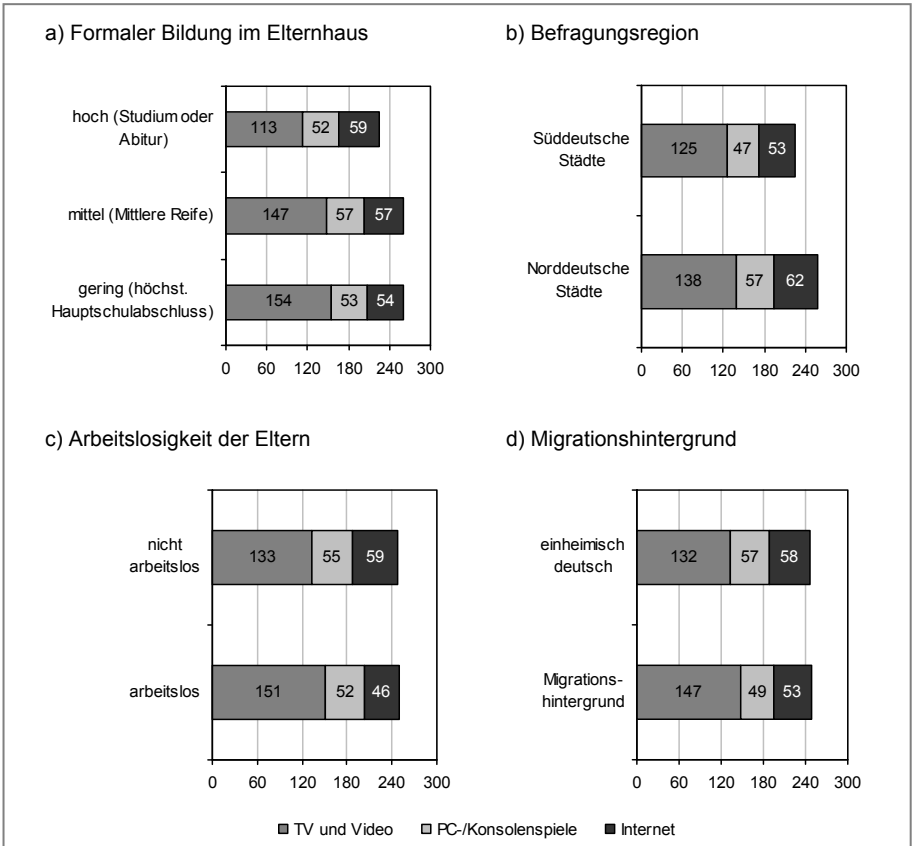 a) Formaler Bildung im Elternhaus
hoch (Studium oder
Abitur)
113 52 59
mittel (Mittlere Reife)
147 57 57
gering (höchst.
Hauptschulabschluss)
154 53 54
0 60 120 180 240 300
b) Befragungsregion
Süddeutsche
Städte
125 47 53
Norddeutsche
Städte
138 57 62
0 60 120 180 240 300
c) Arbeitslosigkeit der Eltern
nicht
arbeitslos
133 55 59
arbeitslos
151 52 46
0 60 120 180 240 300
d) Migrationshintergrund
einheimisch
deutsch
132 57 58
Migrations-
hintergrund
147 49 53
0 60 120 180 240 300
TV und Video PC-/Konsolenspiele Internet